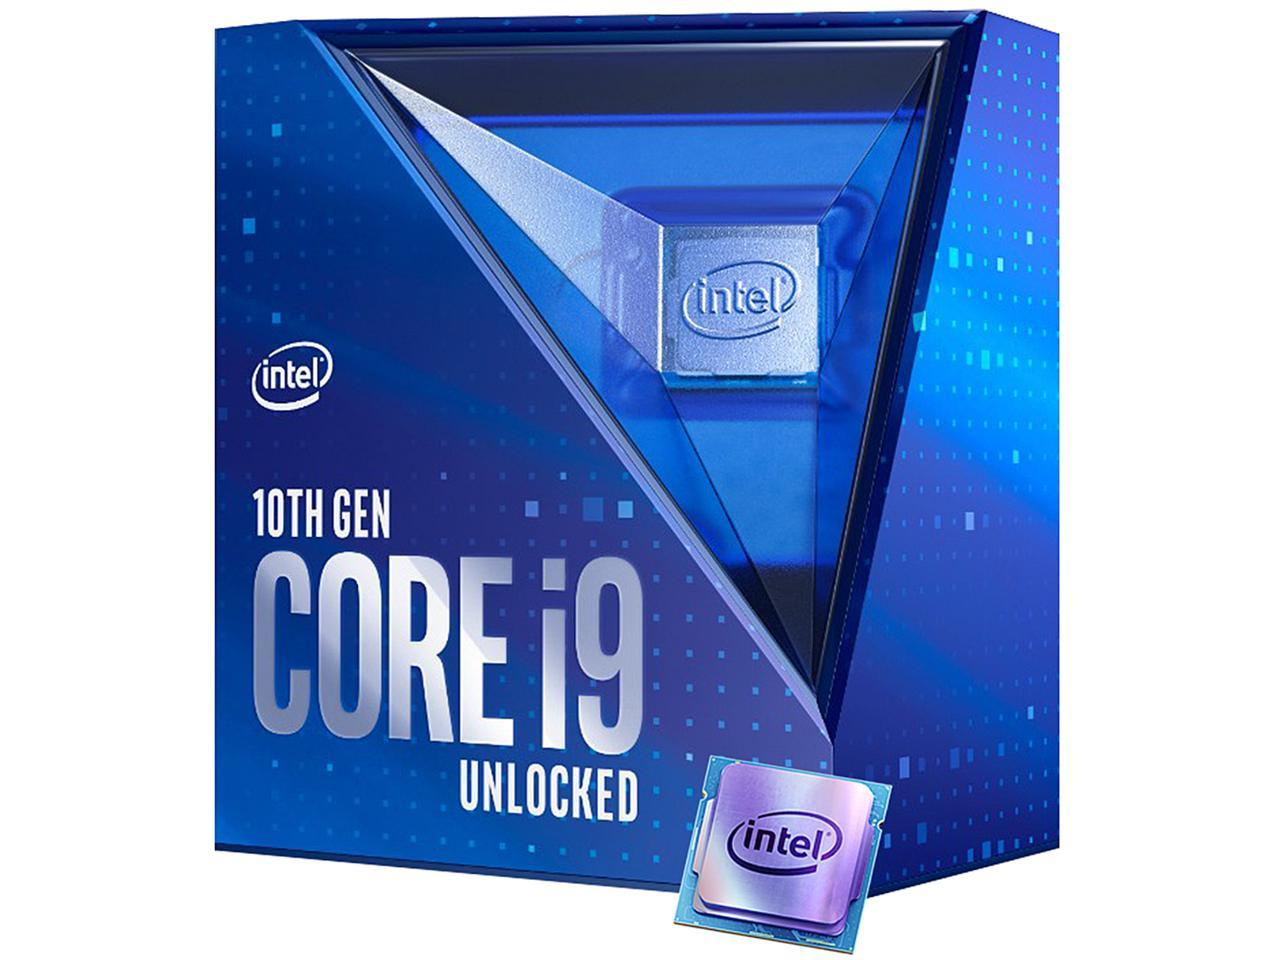 intel
intel
10TH GEN
CORE i9
UNLOCKED
intel